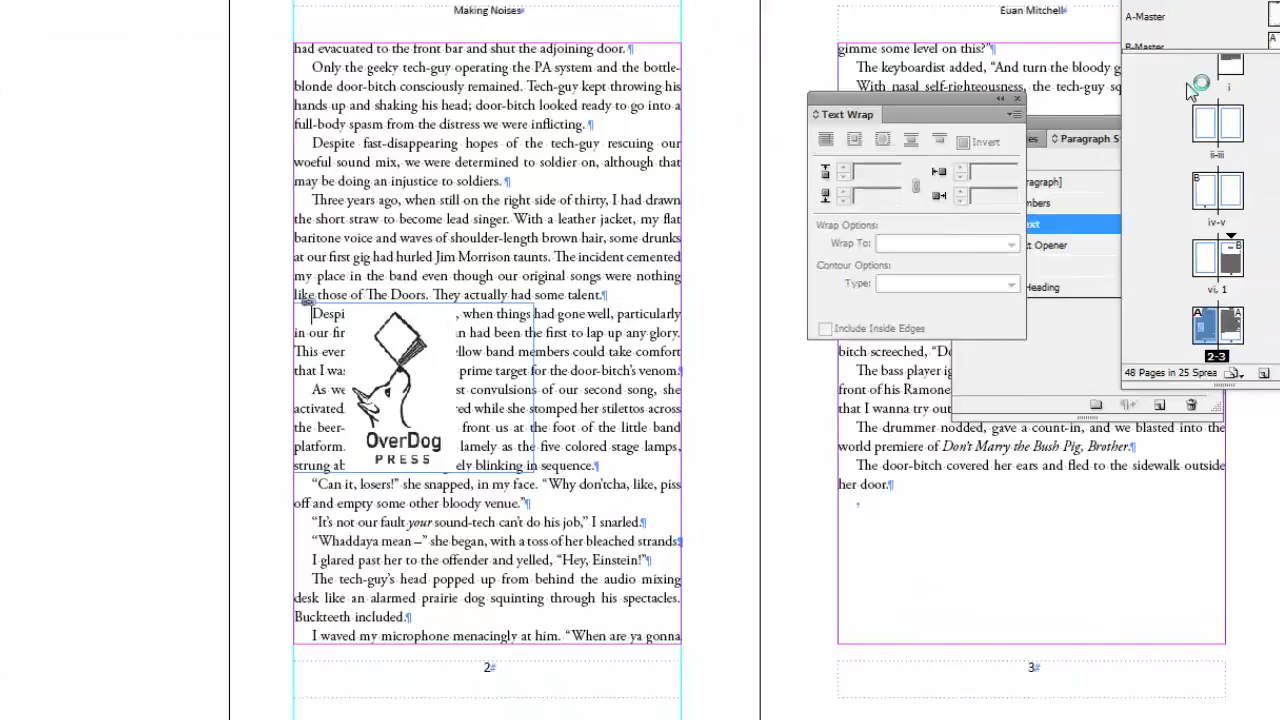 Making Noises
had evacuated to the front bar and shut the adjoining door.
Only the geeky tech-guy operating the PA system and the bottle-
blonde door-bitch consciously remained. Tech-guy kept throwing his
hands up and shaking his head; door-bitch looked ready to go into a
full-body spasm from the distress we were inflicting.
Despite fast-disappearing hopes of the tech-guy rescuing our
woeful sound mix, we were determined to soldier on, although that
may be doing an injustice to soldiers.
Three years ago, when still on the right side of thirty, I had drawn
the short straw to become lead singer. With a leather jacket, my flat
baritone voice and waves of shoulder-length brown hair, some drunks
at our first gig had hurled Jim Morrison taunts. The incident cemented
my place in the band even though our original songs were nothing
like those of The Doors. They actually had some talent.
Despi , when things had gone well, particularly
in our fir n had been the first to lap up any glory.
This ever llow band members could take comfort
that I was prime target for the door-bitch's venom.
As we st convulsions of our second song, she
activated red while she stomped her stilettos across
the beer- front us at the foot of the little band
platform. lamely as the five colored stage lamps,
strung ab ely blinking in sequence.
OverDog
PRESS
"Can it, losers!" she snapped, in my face. "Why don'tcha, like, piss
off and empty some other bloody venue."
"It's not our fault your sound-tech can't do his job," I snarled.
"Whaddaya mean –" she began, with a toss of her bleached strands.
I glared past her to the offender and yelled, "Hey, Einstein!"
The tech-guy's head popped up from behind the audio mixing
desk like an alarmed prairie dog squinting through his spectacles.
Buckteeth included.
I waved my microphone menacingly at him. "When are ya gonna
2
Euan Mitchell
gimme some level on this?"
The keyboardist added, "And turn the bloody g
With nasal self-righteousness, the tech-guy sq
bitch screeched, "Do
The bass player ig
front of his Ramone
that I wanna try out
The drummer nodded, gave a count-in, and we blasted into the
world premiere of Don't Marry the Bush Pig, Brother.
The door-bitch covered her ears and fled to the sidewalk outside
her door.
3
Text Wrap
Invert
Wrap Options:
Wrap To:
Contour Options:
Type:
Include Inside Edges
es
Paragraph S
ragraph]
mbers
ext
t Opener
Heading
A-Master
B-Master
A
i
ii-iii
B
iv-v
B
vi, 1
A
A
2-3
48 Pages in 25 Sprea